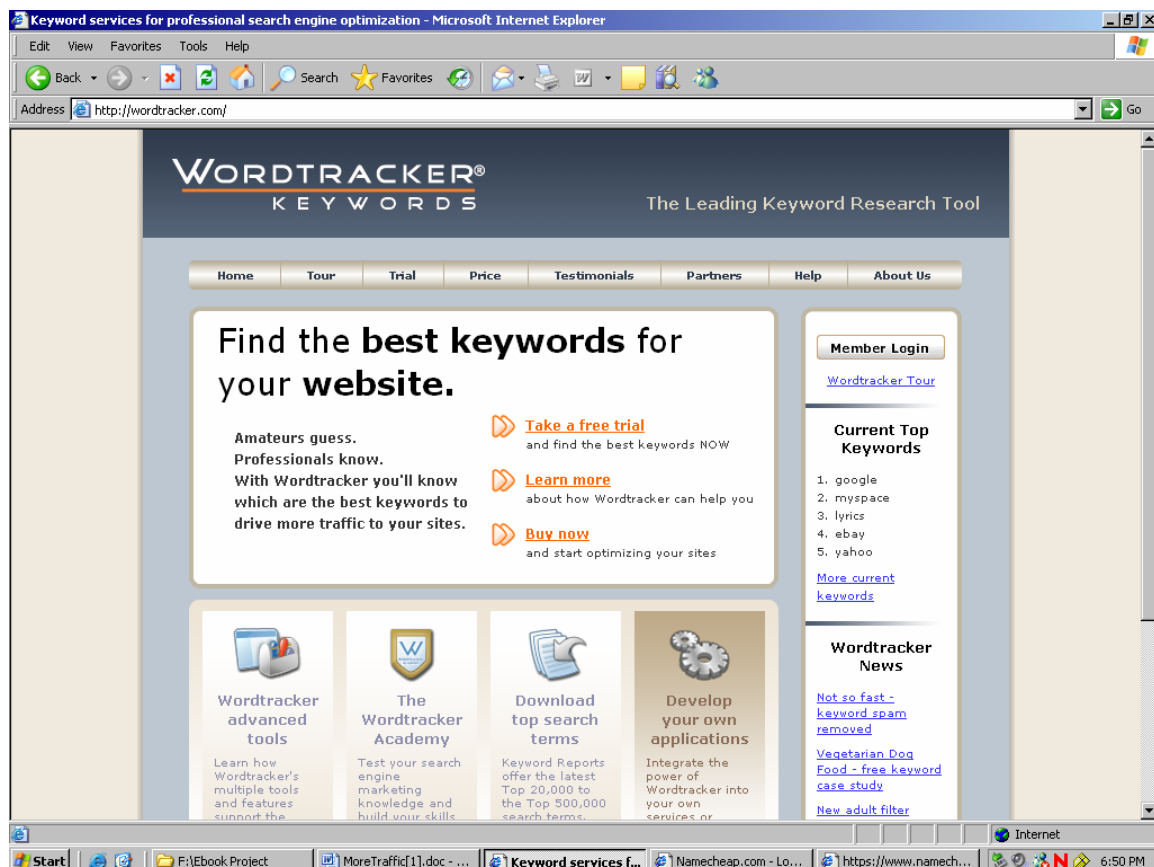 Keyword services for professional search engine optimization - Microsoft Internet Explorer
Edit View Favorites Tools Help
Back Search Favorites
Address http://wordtracker.com/ Go
WORDTRACKER®
KEYWORDS
The Leading Keyword Research Tool
Home Tour Trial Price Testimonials Partners Help About Us
Find the best keywords for
your website.
Amateurs guess.
Professionals know.
With Wordtracker you'll know
which are the best keywords to
drive more traffic to your sites.
Take a free trial
and find the best keywords NOW
Learn more
about how Wordtracker can help you
Buy now
and start optimizing your sites
Member Login
Wordtracker Tour
Current Top
Keywords
1. google
2. myspace
3. lyrics
4. ebay
5. yahoo
More current
keywords
Wordtracker
News
Not so fast -
keyword spam
removed
Vegetarian Dog
Food - free keyword
case study
New adult filter
Wordtracker
advanced
tools
Learn how
Wordtracker's
multiple tools
and features
support the
The
Wordtracker
Academy
Test your search
engine
marketing
knowledge and
build your skills
Download
top search
terms
Keyword Reports
offer the latest
Top 20,000 to
the Top 500,000
search terms.
Develop
your own
applications
Integrate the
power of
Wordtracker into
your own
services or
Internet
Start F:\Ebook Project MoreTraffic[1].doc - ... Keyword services f... Namecheap.com - Lo... https://www.namech... 6:50 PM